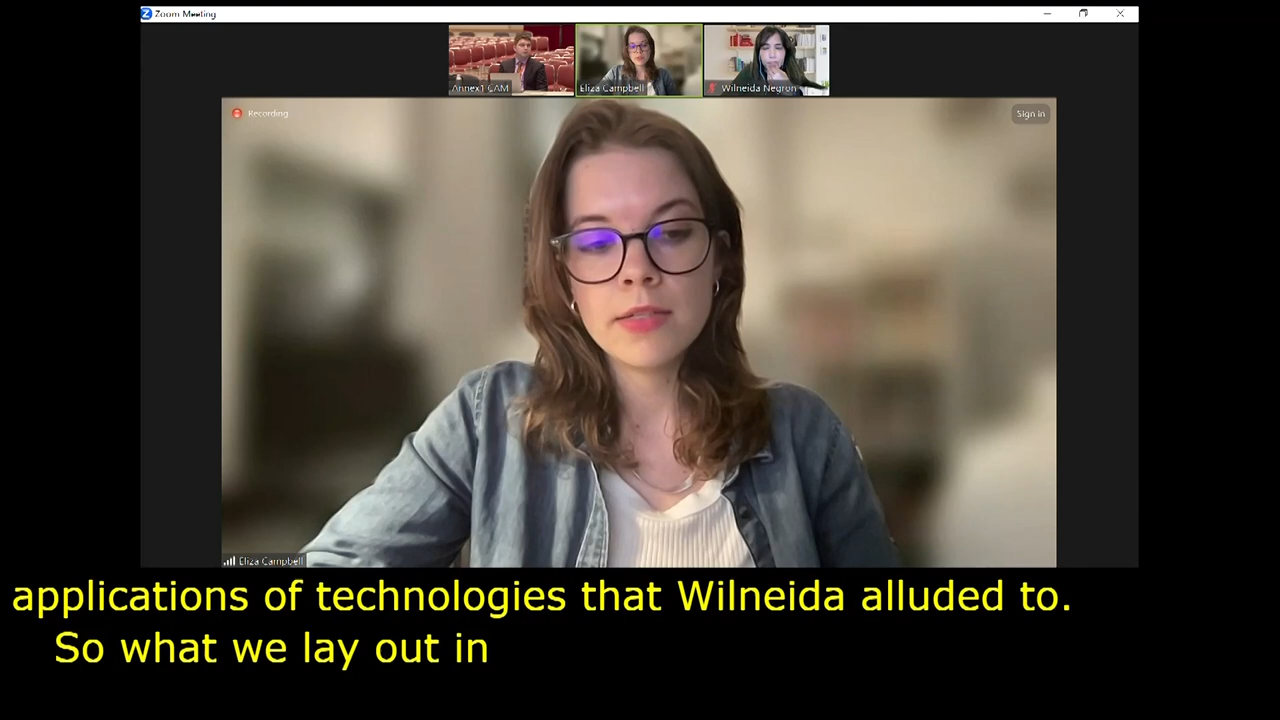 Zoom Meeting
Annex1 CAM
Eliza Campbell
Wilneida Negron
Recording
Sign in
Eliza Campbell
applications of technologies that Wilneida alluded to.
So what we lay out in